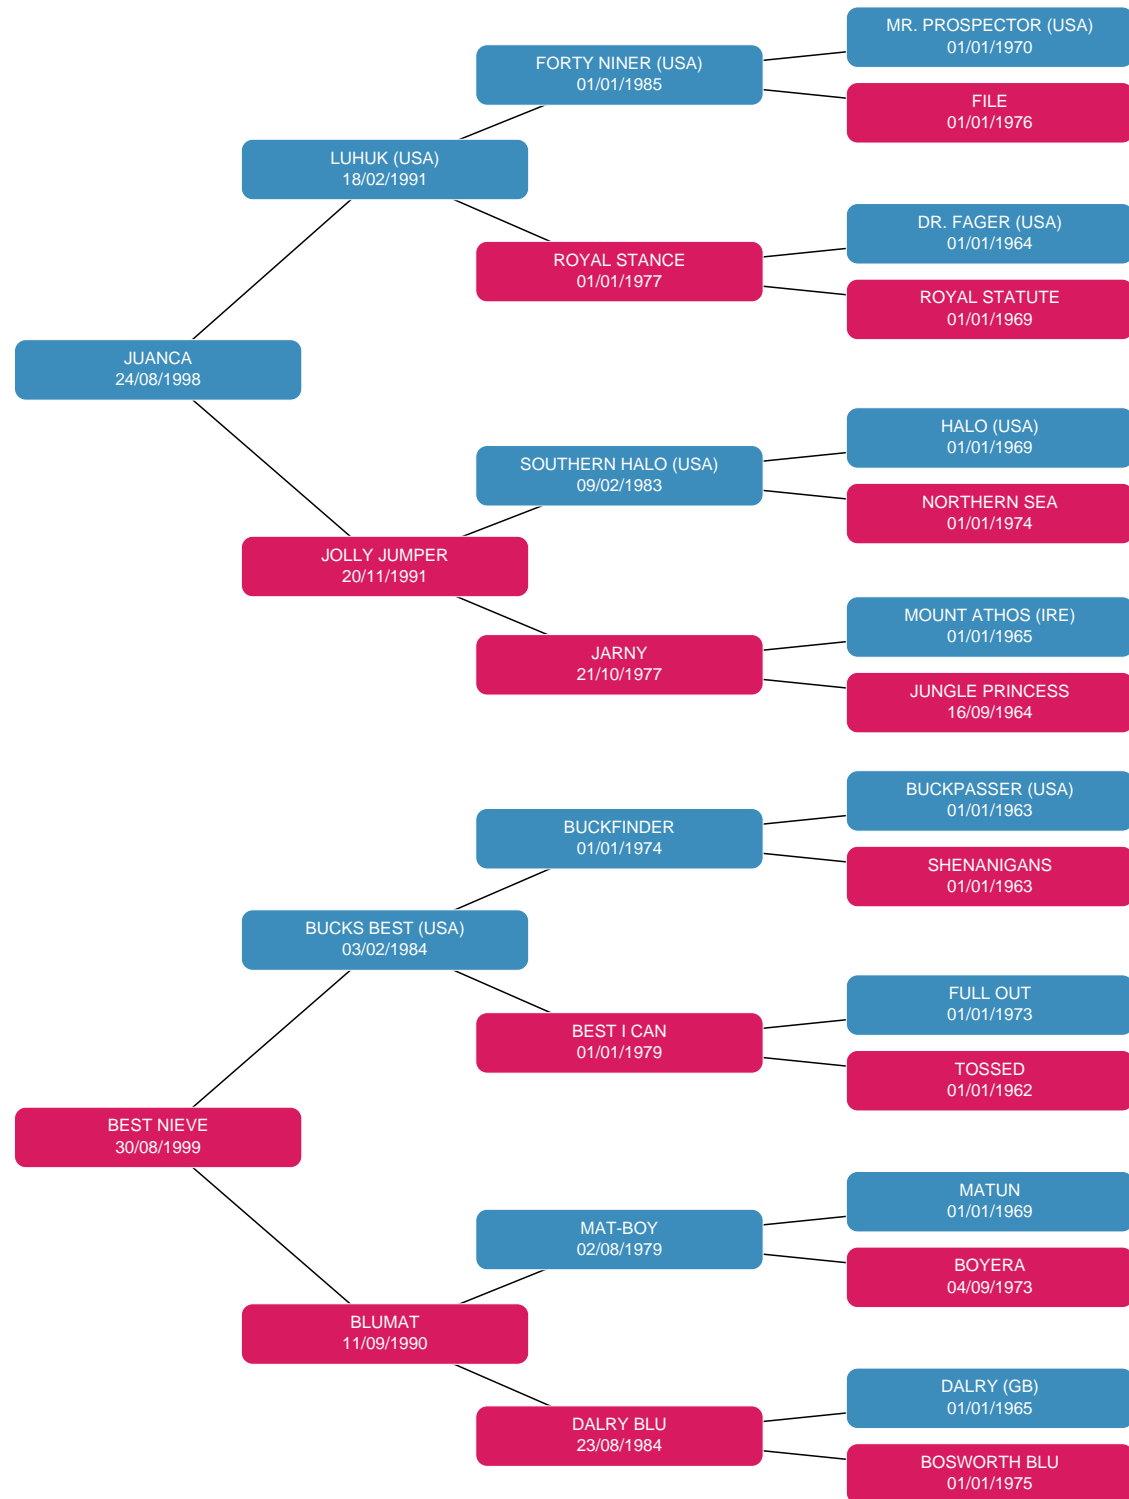 MR. PROSPECTOR (USA)
01/01/1970
FORTY NINER (USA)
01/01/1985
FILE
01/01/1976
LUHUK (USA)
18/02/1991
DR. FAGER (USA)
01/01/1964
ROYAL STANCE
01/01/1977
ROYAL STATUTE
01/01/1969
JUANCA
24/08/1998
HALO (USA)
01/01/1969
SOUTHERN HALO (USA)
09/02/1983
NORTHERN SEA
01/01/1974
JOLLY JUMPER
20/11/1991
MOUNT ATHOS (IRE)
01/01/1965
JARNY
21/10/1977
JUNGLE PRINCESS
16/09/1964
BUCKPASSER (USA)
01/01/1963
BUCKFINDER
01/01/1974
SHENANIGANS
01/01/1963
BUCKS BEST (USA)
03/02/1984
FULL OUT
01/01/1973
BEST I CAN
01/01/1979
TOSSED
01/01/1962
BEST NIEVE
30/08/1999
MATUN
01/01/1969
MAT-BOY
02/08/1979
BOYERA
04/09/1973
BLUMAT
11/09/1990
DALRY (GB)
01/01/1965
DALRY BLU
23/08/1984
BOSWORTH BLU
01/01/1975